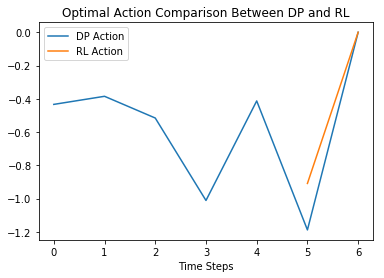 Optimal Action Comparison Between DP and RL
DP Action
RL Action
0.0
−0.2
−0.4
−0.6
−0.8
−1.0
−1.2
0 1 2 3 4 5 6
Time Steps